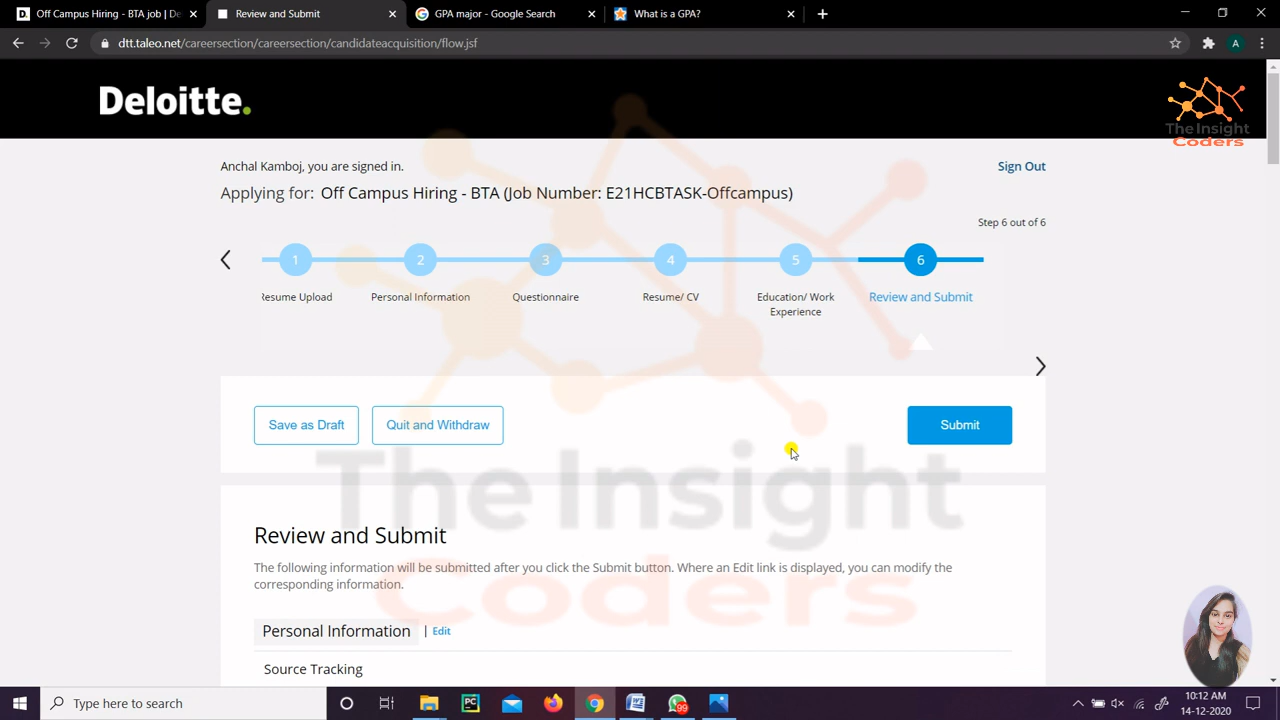 Off Campus Hiring - BTA job | De
Review and Submit
GPA major - Google Search
What is a GPA?
dtt.taleo.net/careersection/careersection/candidateacquisition/flow.jsf
A
Deloitte.
The Insight
Coders
Anchal Kamboj, you are signed in.
Sign Out
Applying for: Off Campus Hiring - BTA (Job Number: E21HCBTASK-Offcampus)
Step 6 out of 6
1 2 3 4 5 6
Resume Upload
Personal Information
Questionnaire
Resume/ CV
Education/ Work
Experience
Review and Submit
Save as Draft
Quit and Withdraw
Submit
The Insight
Coders
Review and Submit
The following information will be submitted after you click the Submit button. Where an Edit link is displayed, you can modify the
corresponding information.
Personal Information | Edit
Source Tracking
Type here to search
PC
99
10:12 AM
14-12-2020